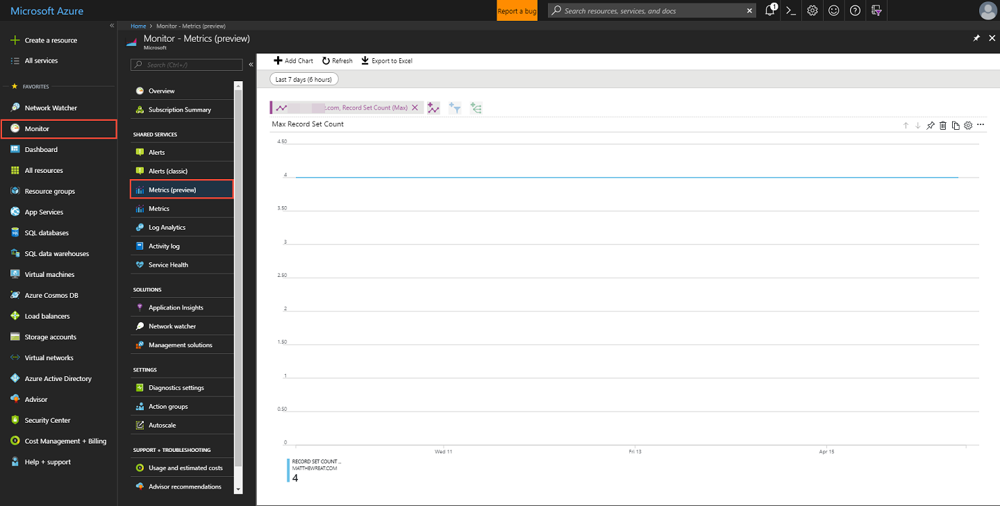 Microsoft Azure
Report a bug
Search resources, services, and docs
1
Home > Monitor - Metrics (preview)
Monitor - Metrics (preview)
Microsoft
Create a resource
All services
FAVORITES
Network Watcher
Monitor
Dashboard
All resources
Resource groups
App Services
SQL databases
SQL data warehouses
Virtual machines
Azure Cosmos DB
Load balancers
Storage accounts
Virtual networks
Azure Active Directory
Advisor
Security Center
Cost Management + Billing
Help + support
Search (Ctrl+/)
Overview
Subscription Summary
SHARED SERVICES
Alerts
Alerts (classic)
Metrics (preview)
Metrics
Log Analytics
Activity log
Service Health
SOLUTIONS
Application Insights
Network watcher
Management solutions
SETTINGS
Diagnostics settings
Action groups
Autoscale
SUPPORT + TROUBLESHOOTING
Usage and estimated costs
Advisor recommendations
Add Chart
Refresh
Export to Excel
Last 7 days (6 hours)
.com, Record Set Count (Max)
Max Record Set Count
4.50
4
3.50
3
2.50
2
1.50
1
0.50
0
Wed 11
Fri 13
Apr 15
RECORD SET COUNT ...
MATTHEWREAT.COM
4